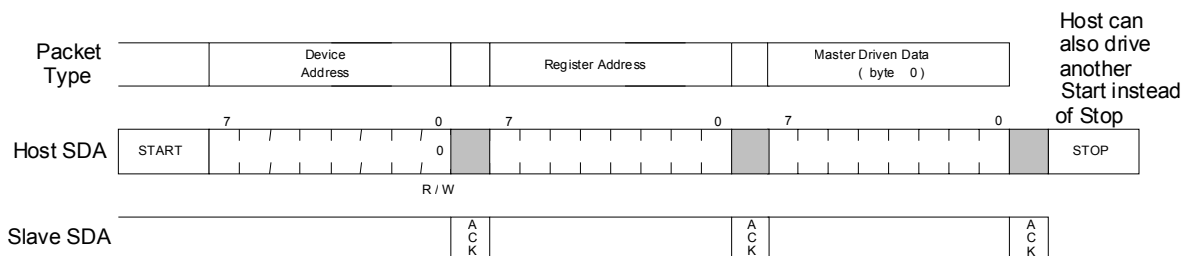 Host can
also drive
another
Start instead
of Stop
Packet
Type
Device
Address
Register Address
Master Driven Data
( byte 0 )
7 0 7 0 7 0
Host SDA
START
0
STOP
R / W
Slave SDA
A
C
K
A
C
K
A
C
K